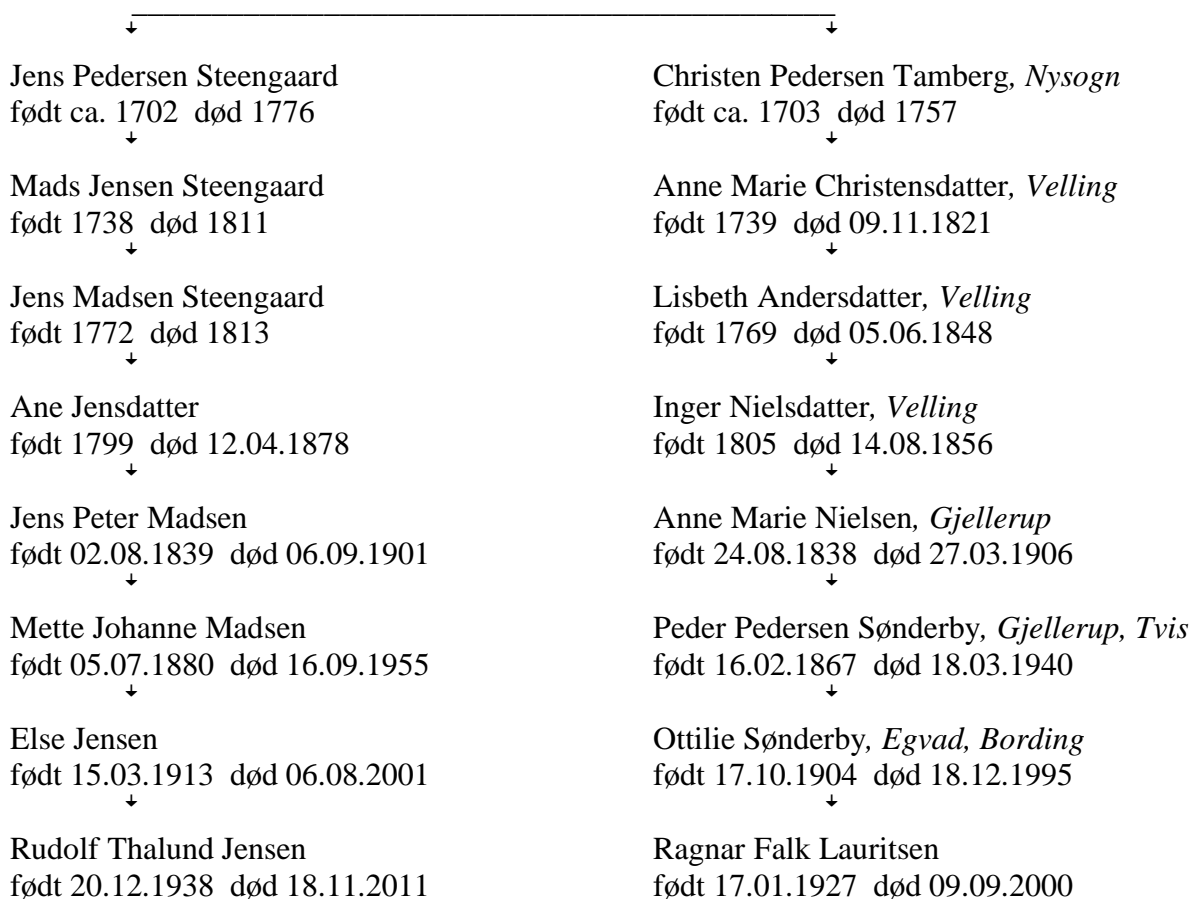 Jens Pedersen Steengaard
født ca. 1702  død 1776
Mads Jensen Steengaard
født 1738  død 1811
Jens Madsen Steengaard
født 1772  død 1813
Ane Jensdatter
født 1799  død 12.04.1878
Jens Peter Madsen
født 02.08.1839  død 06.09.1901
Mette Johanne Madsen
født 05.07.1880  død 16.09.1955
Else Jensen
født 15.03.1913  død 06.08.2001
Rudolf Thalund Jensen
født 20.12.1938  død 18.11.2011
Christen Pedersen Tamberg, Nysogn
født ca. 1703  død 1757
Anne Marie Christensdatter, Velling
født 1739  død 09.11.1821
Lisbeth Andersdatter, Velling
født 1769  død 05.06.1848
Inger Nielsdatter, Velling
født 1805  død 14.08.1856
Anne Marie Nielsen, Gjellerup
født 24.08.1838  død 27.03.1906
Peder Pedersen Sønderby, Gjellerup, Tvis
født 16.02.1867  død 18.03.1940
Ottilie Sønderby, Egvad, Bording
født 17.10.1904  død 18.12.1995
Ragnar Falk Lauritsen
født 17.01.1927  død 09.09.2000